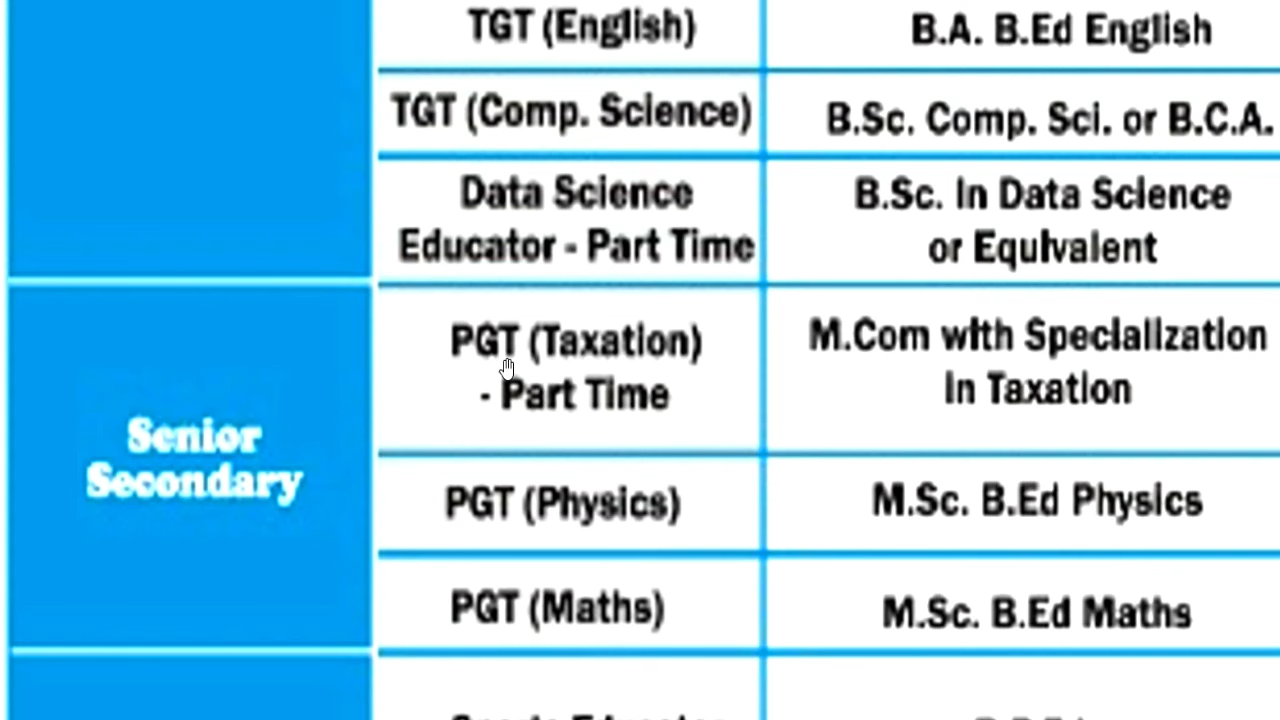 TGT (English)
B.A. B.Ed English
TGT (Comp. Science)
B.Sc. Comp. Sci. or B.C.A.
Data Science
Educator - Part Time
B.Sc. In Data Science
or Equivalent
Senior
Secondary
PGT (Taxation)
- Part Time
M.Com with Specialization
In Taxation
PGT (Physics)
M.Sc. B.Ed Physics
PGT (Maths)
M.Sc. B.Ed Maths